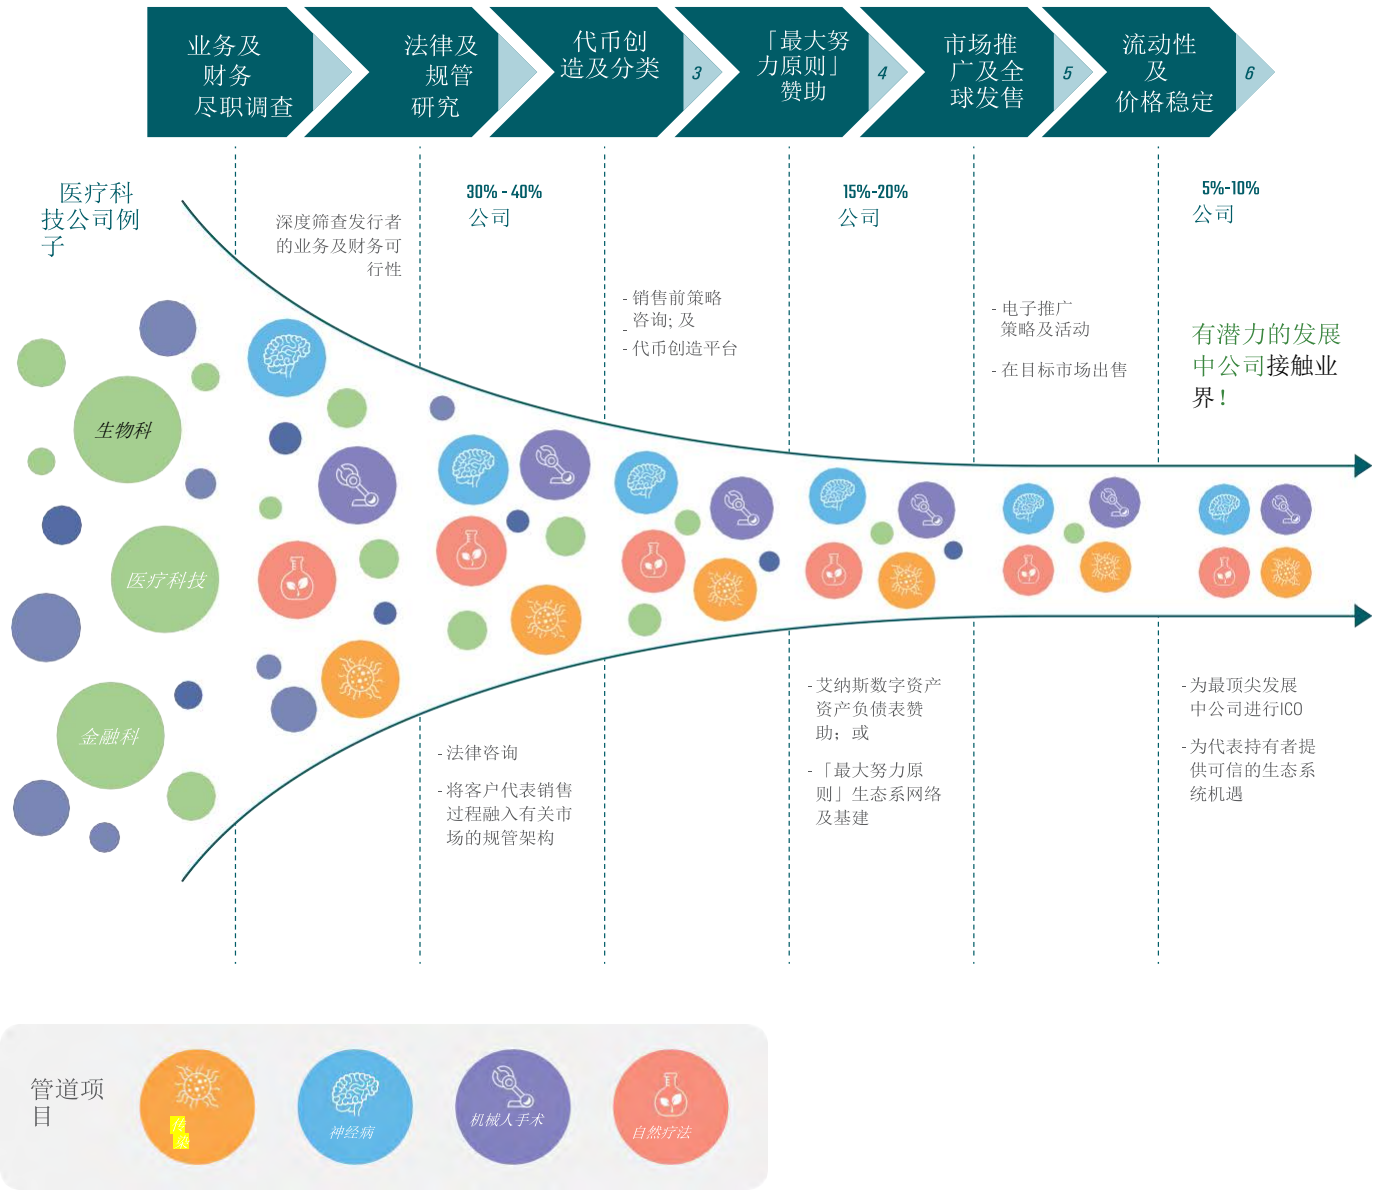 业务及
财务
尽职调查
法律及
规管
研究
代币创
造及分类
3
「最大努
力原则」
赞助
4
市场推
广及全
球发售
5
流动性
及
价格稳定
6
医疗科
技公司例
子
深度筛查发行者
的业务及财务可
行性
30% - 40%
公司
- 销售前策略
咨询; 及
-
- 代币创造平台
15%-20%
公司
- 电子推广
策略及活动
- 在目标市场出售
5%-10%
公司
有潜力的发展
中公司接触业
界!
生物科
医疗科技
金融科
- 法律咨询
- 将客户代表销售
过程融入有关市
场的规管架构
- 艾纳斯数字资产
资产负债表赞
助；或
- 「最大努力原
则」生态系网络
及基建
- 为最顶尖发展
中公司进行ICO
- 为代表持有者提
供可信的生态系
统机遇
管道项
目
传
染
神经病
机械人手术
自然疗法